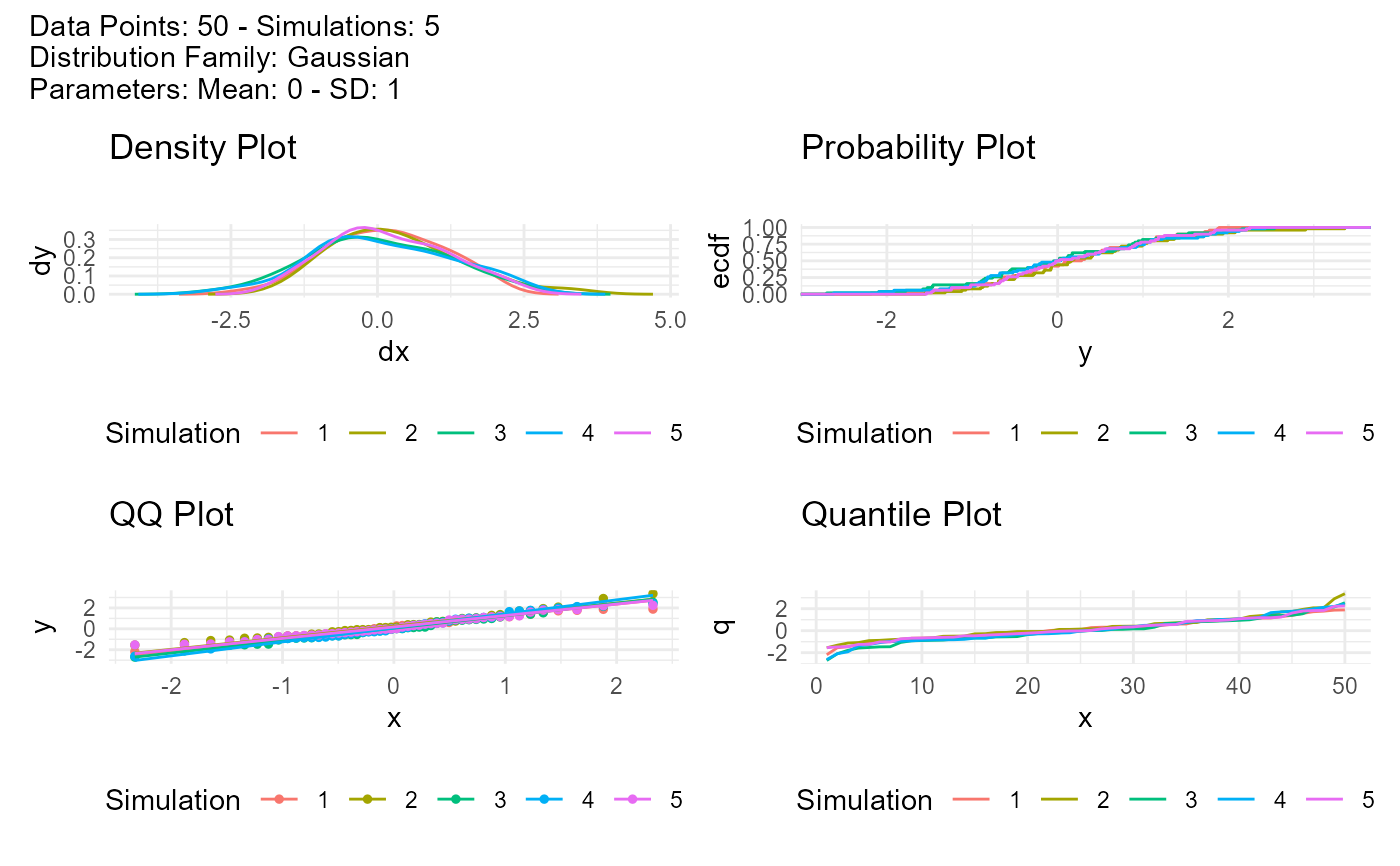 Data Points: 50 - Simulations: 5
Distribution Family: Gaussian
Parameters: Mean: 0 - SD: 1
Density Plot
dy
0.3
0.2
0.1
0.0
-2.5 0.0 2.5 5.0
dx
Simulation 1 2 3 4 5
Probability Plot
ecdf
1.00
0.75
0.50
0.25
0.00
-2 0 2
y
Simulation 1 2 3 4 5
QQ Plot
y
2
0
-2
-2 -1 0 1 2
x
Simulation 1 2 3 4 5
Quantile Plot
q
2
0
-2
0 10 20 30 40 50
x
Simulation 1 2 3 4 5